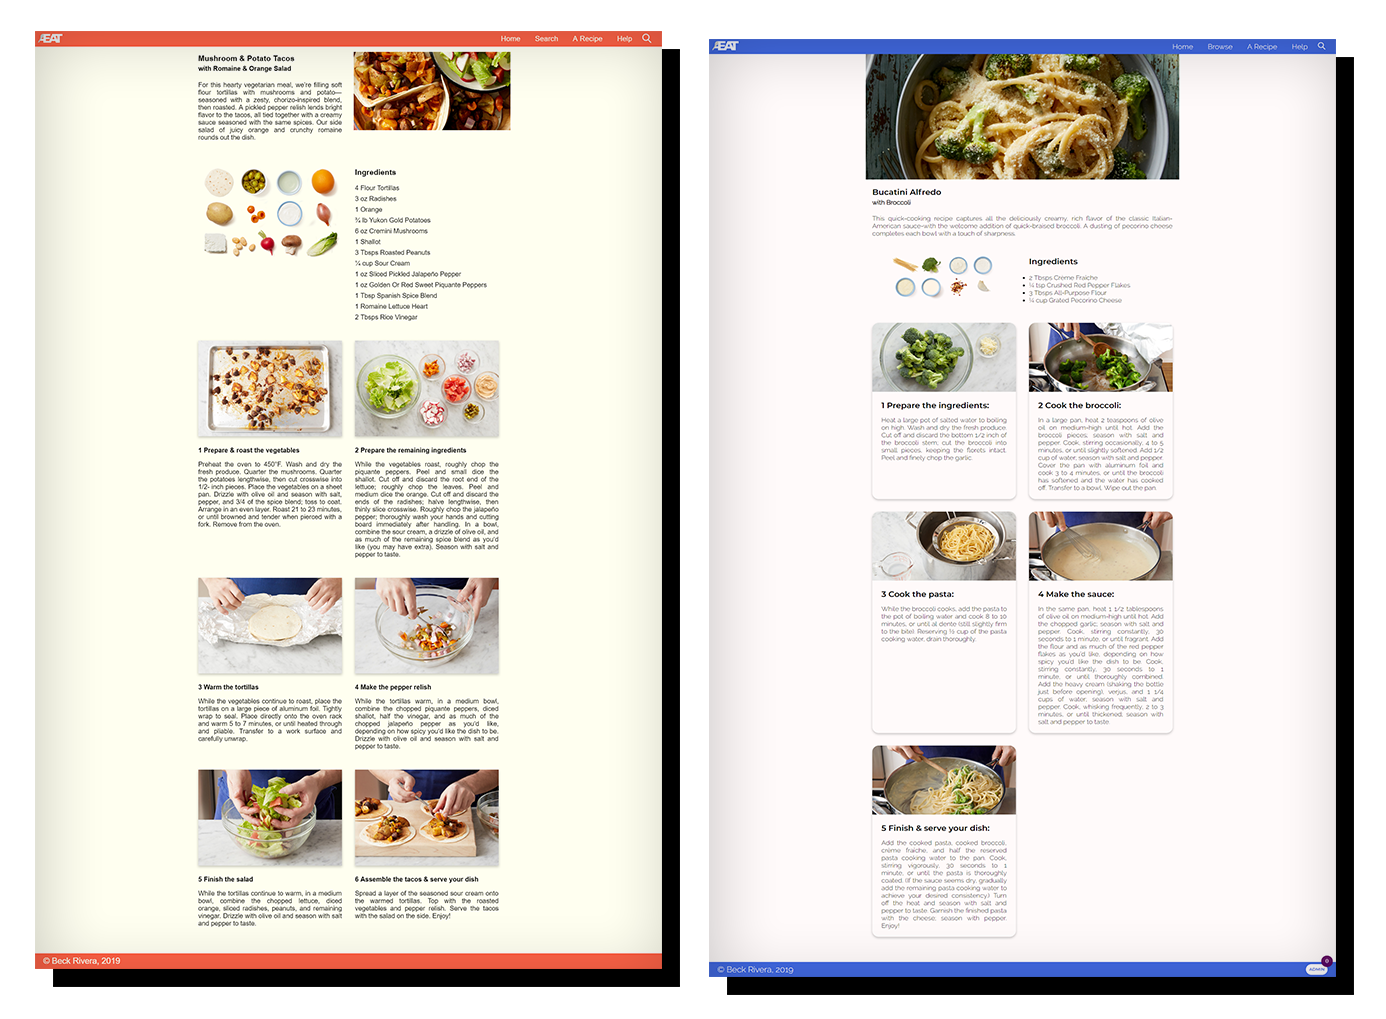 ÆEAT
Home Search A Recipe Help
Mushroom & Potato Tacos
with Romaine & Orange Salad
For this hearty vegetarian meal, we're filling soft
flour tortillas with mushrooms and potato—
seasoned with a zesty, chorizo-inspired blend,
then roasted. A pickled pepper relish lends bright
flavor to the tacos, all tied together with a creamy
sauce seasoned with the same spices. Our side
salad of juicy orange and crunchy romaine
rounds out the dish.
Ingredients
4 Flour Tortillas
3 oz Radishes
1 Orange
¾ lb Yukon Gold Potatoes
6 oz Cremini Mushrooms
1 Shallot
3 Tbsps Roasted Peanuts
¼ cup Sour Cream
1 oz Sliced Pickled Jalapeño Pepper
1 oz Golden Or Red Sweet Piquante Peppers
1 Tbsp Spanish Spice Blend
1 Romaine Lettuce Heart
2 Tbsps Rice Vinegar
1 Prepare & roast the vegetables
Preheat the oven to 450°F. Wash and dry the
fresh produce. Quarter the mushrooms. Quarter
the potatoes lengthwise, then cut crosswise into
1/2- inch pieces. Place the vegetables on a sheet
pan. Drizzle with olive oil and season with salt,
pepper, and 3/4 of the spice blend; toss to coat.
Arrange in an even layer. Roast 21 to 23 minutes,
or until browned and tender when pierced with a
fork. Remove from the oven.
2 Prepare the remaining ingredients
While the vegetables roast, roughly chop the
piquante peppers. Peel and small dice the
shallot. Cut off and discard the root end of the
lettuce; roughly chop the leaves. Peel and
medium dice the orange. Cut off and discard the
ends of the radishes; halve lengthwise, then
thinly slice crosswise. Roughly chop the jalapeño
pepper; thoroughly wash your hands and cutting
board immediately after handling. In a bowl,
combine the sour cream, a drizzle of olive oil, and
as much of the remaining spice blend as you'd
like (you may have extra). Season with salt and
pepper to taste.
3 Warm the tortillas
While the vegetables continue to roast, place the
tortillas on a large piece of aluminum foil. Tightly
wrap to seal. Place directly onto the oven rack
and warm 5 to 7 minutes, or until heated through
and pliable. Transfer to a work surface and
carefully unwrap.
4 Make the pepper relish
While the tortillas warm, in a medium bowl,
combine the chopped piquante peppers, diced
shallot, half the vinegar, and as much of the
chopped jalapeño pepper as you'd like,
depending on how spicy you'd like the dish to be.
Drizzle with olive oil and season with salt and
pepper to taste.
5 Finish the salad
While the tortillas continue to warm, in a medium
bowl, combine the chopped lettuce, diced
orange, sliced radishes, peanuts, and remaining
vinegar. Drizzle with olive oil and season with salt
and pepper to taste.
6 Assemble the tacos & serve your dish
Spread a layer of the seasoned sour cream onto
the warmed tortillas. Top with the roasted
vegetables and pepper relish. Serve the tacos
with the salad on the side. Enjoy!
© Beck Rivera, 2019
ÆEAT
Home Browse A Recipe Help
Bucatini Alfredo
with Broccoli
This quick-cooking recipe captures all the deliciously creamy, rich flavor of the classic Italian-
American sauce—with the welcome addition of quick-braised broccoli. A dusting of pecorino cheese
completes each bowl with a touch of sharpness.
Ingredients
2 Tbsps Crème Fraîche
¼ tsp Crushed Red Pepper Flakes
3 Tbsps All-Purpose Flour
¼ cup Grated Pecorino Cheese
1 Prepare the ingredients:
Heat a large pot of salted water to boiling
on high. Wash and dry the fresh produce.
Cut off and discard the bottom 1/2 inch of
the broccoli stem; cut the broccoli into
small pieces, keeping the florets intact.
Peel and finely chop the garlic.
2 Cook the broccoli:
In a large pan, heat 2 teaspoons of olive
oil on medium-high until hot. Add the
broccoli pieces; season with salt and
pepper. Cook, stirring occasionally, 4 to 5
minutes, or until slightly softened. Add 1/2
cup of water; season with salt and pepper.
Cover the pan with aluminum foil and
cook 3 to 4 minutes, or until the broccoli
has softened and the water has cooked
off. Transfer to a bowl. Wipe out the pan.
3 Cook the pasta:
While the broccoli cooks, add the pasta to
the pot of boiling water and cook 8 to 10
minutes, or until al dente (still slightly firm
to the bite). Reserving ½ cup of the pasta
cooking water, drain thoroughly.
4 Make the sauce:
In the same pan, heat 1 1/2 tablespoons
of olive oil on medium-high until hot. Add
the chopped garlic; season with salt and
pepper. Cook, stirring constantly, 30
seconds to 1 minute, or until fragrant. Add
the flour and as much of the red pepper
flakes as you'd like, depending on how
spicy you'd like the dish to be. Cook,
stirring constantly, 30 seconds to 1
minute, or until thoroughly combined.
Add the heavy cream (shaking the bottle
just before opening), verjus, and 1 1/4
cups of water; season with salt and
pepper. Cook, whisking frequently, 2 to 3
minutes, or until thickened; season with
salt and pepper to taste.
5 Finish & serve your dish:
Add the cooked pasta, cooked broccoli,
crème fraîche, and half the reserved
pasta cooking water to the pan. Cook,
stirring vigorously, 30 seconds to 1
minute, or until the pasta is thoroughly
coated. (If the sauce seems dry, gradually
add the remaining pasta cooking water to
achieve your desired consistency.) Turn
off the heat and season with salt and
pepper to taste. Garnish the finished pasta
with the cheese; season with pepper.
Enjoy!
© Beck Rivera, 2019
0
ADMIN